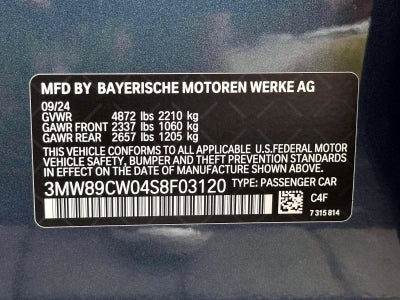 MFD BY BAYERISCHE MOTOREN WERKE AG
09/24
GVWR 4872 lbs 2210 kg
GAWR FRONT 2337 lbs 1060 kg
GAWR REAR 2657 lbs 1205 kg
THIS VEHICLE CONFORMS TO ALL APPLICABLE U.S.FEDERAL MOTOR
VEHICLE SAFETY, BUMPER, AND THEFT PREVENTION STANDARDS IN EFFECT
ON THE DATE OF MANUFACTURE SHOWN ABOVE.
3MW89CW04S8F03120 TYPE: PASSENGER CAR
C4F
7 315 814